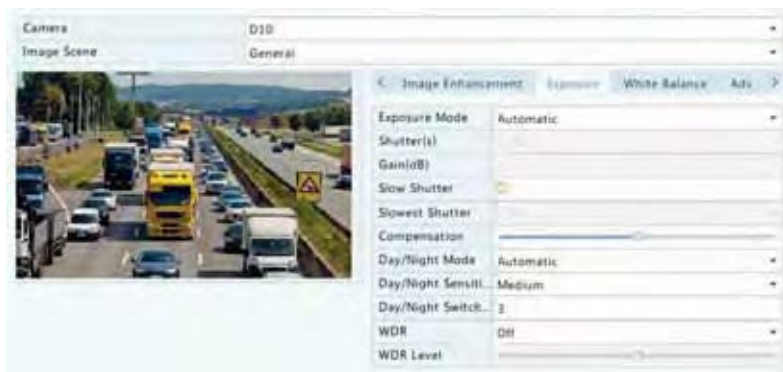 Camera D10
Image Scene General
< Image Enhancement Exposure White Balance Adv >
Exposure Mode Automatic
Shutter(s)
Gain(dB)
Slow Shutter
Slowest Shutter
Compensation
Day/Night Mode Automatic
Day/Night Sensiti... Medium
Day/Night Switch... 3
WDR Off
WDR Level